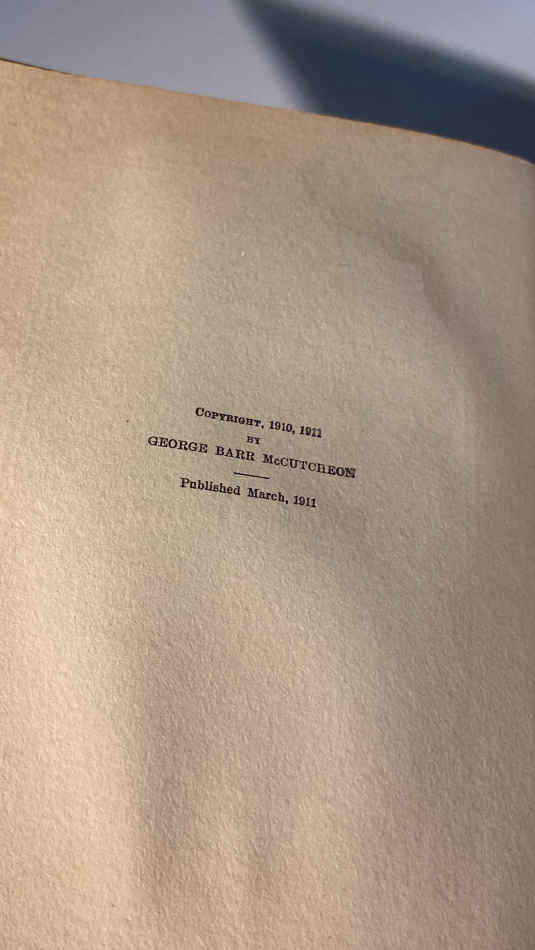 COPYRIGHT, 1910, 1911
BY
GEORGE BARR McCUTCHEON
Published March, 1911